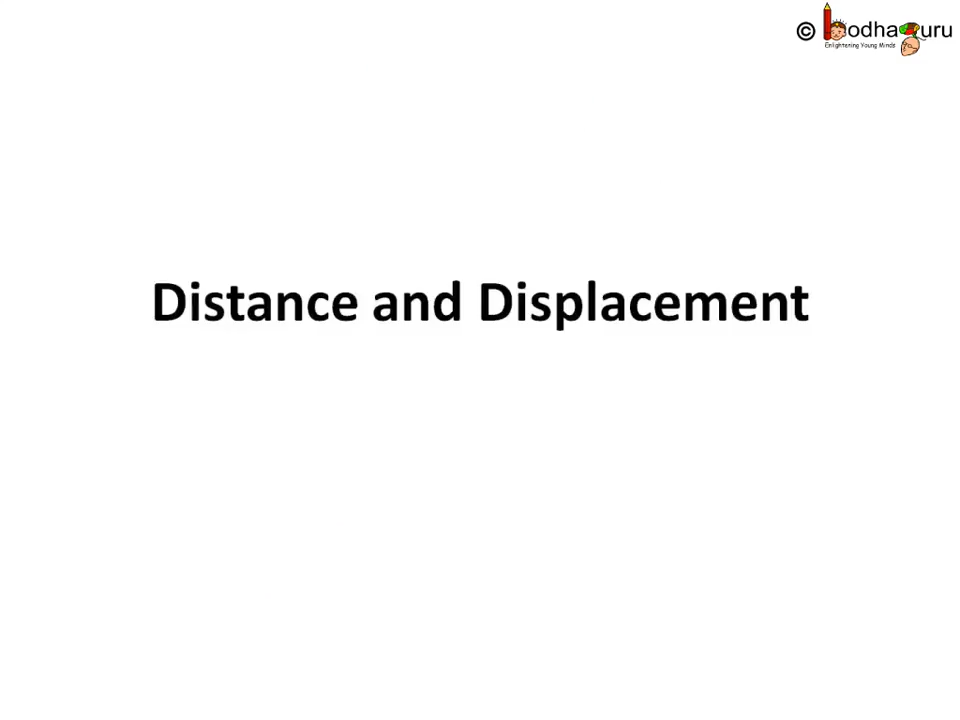 © bodhaguru
Enlightening Young Minds
Distance and Displacement